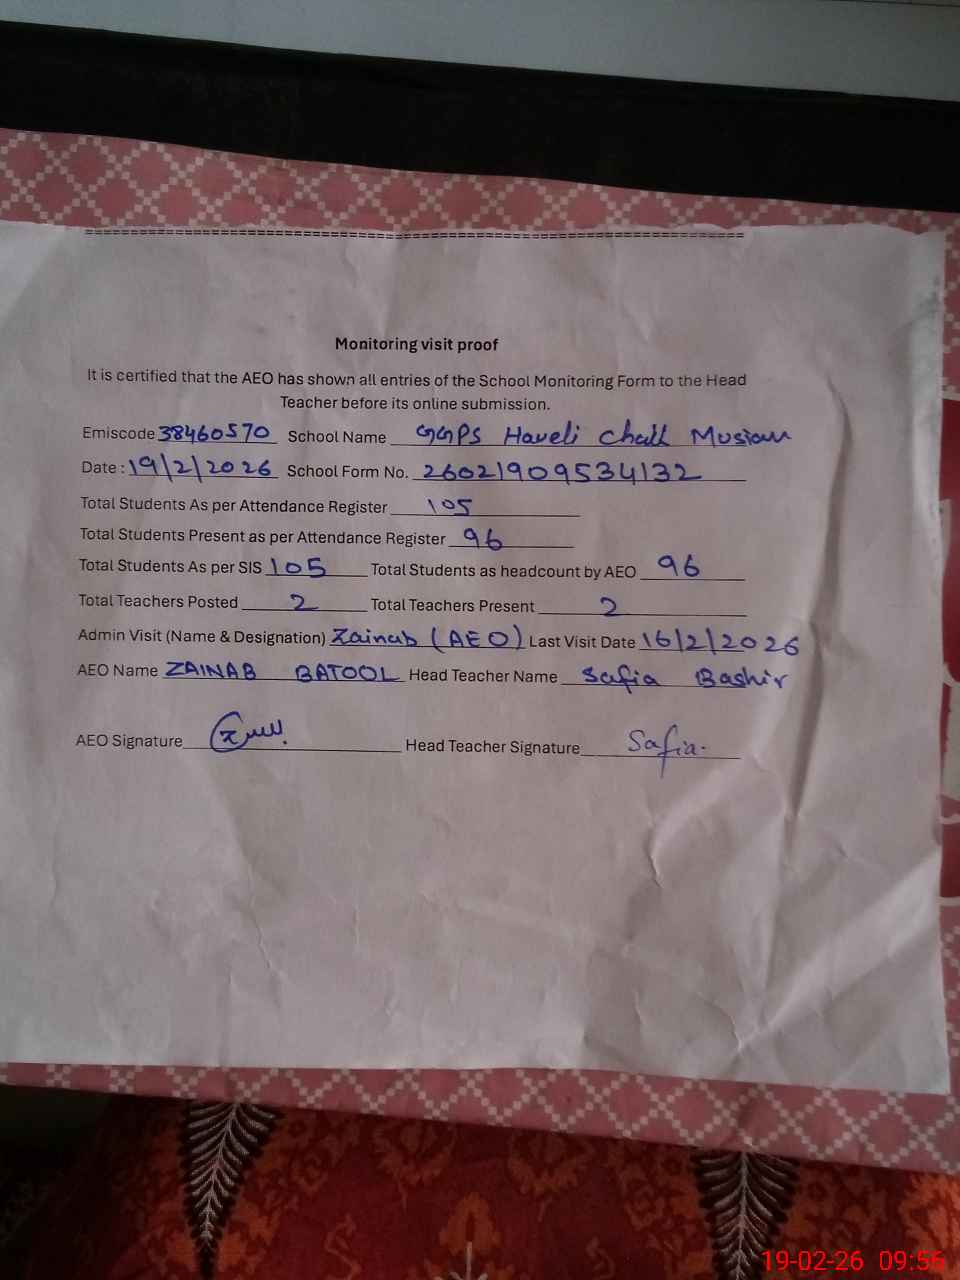 ================================================================
Monitoring visit proof
It is certified that the AEO has shown all entries of the School Monitoring Form to the Head
Teacher before its online submission.
Emiscode 38460570 School Name GGPS Haveli Chall
Date : 19/2/2026 School Form No. 26021909534132
Total Students As per Attendance Register 105
Total Students Present as per Attendance Register 96
Total Students As per SIS 105 Total Students as headcount by AEO 96
Total Teachers Posted 2 Total Teachers Present 2
Admin Visit (Name & Designation) Zainab (AEO) Last Visit Date 16/2/2026
AEO Name ZAINAB BATOOL Head Teacher Name Safia Bashir
AEO Signature Head Teacher Signature Safia.
19-02-26 09:56